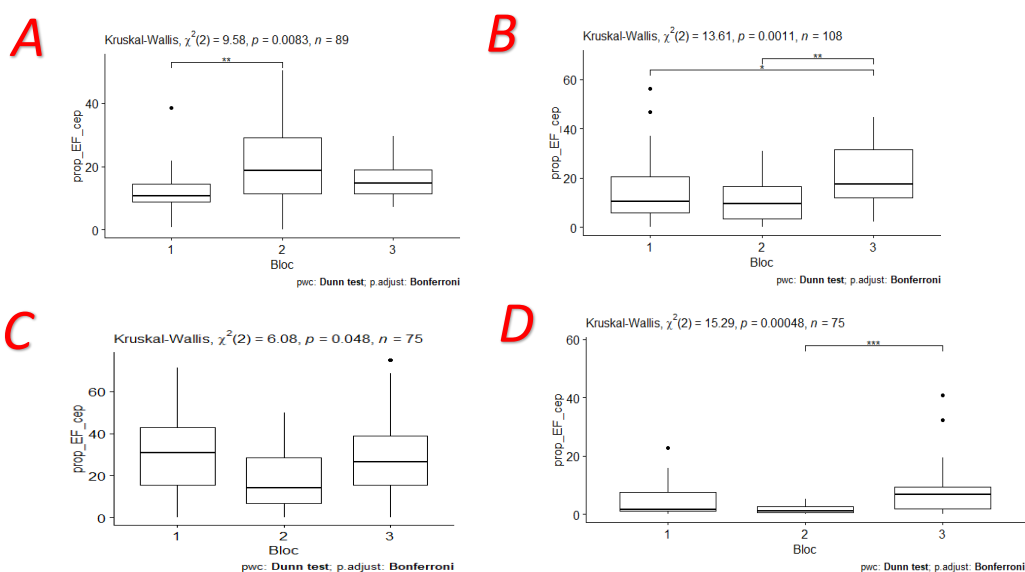 A
Kruskal-Wallis, χ²(2) = 9.58, p = 0.0083, n = 89
**
prop_EF_cep
40
20
0
1 2 3
Bloc
pwc: Dunn test; p.adjust: Bonferroni
B
Kruskal-Wallis, χ²(2) = 13.61, p = 0.0011, n = 108
**
*
prop_EF_cep
60
40
20
0
1 2 3
Bloc
pwc: Dunn test; p.adjust: Bonferroni
C
Kruskal-Wallis, χ²(2) = 6.08, p = 0.048, n = 75
prop_EF_cep
60
40
20
0
1 2 3
Bloc
pwc: Dunn test; p.adjust: Bonferroni
D
Kruskal-Wallis, χ²(2) = 15.29, p = 0.00048, n = 75
***
prop_EF_cep
60
40
20
0
1 2 3
Bloc
pwc: Dunn test; p.adjust: Bonferroni